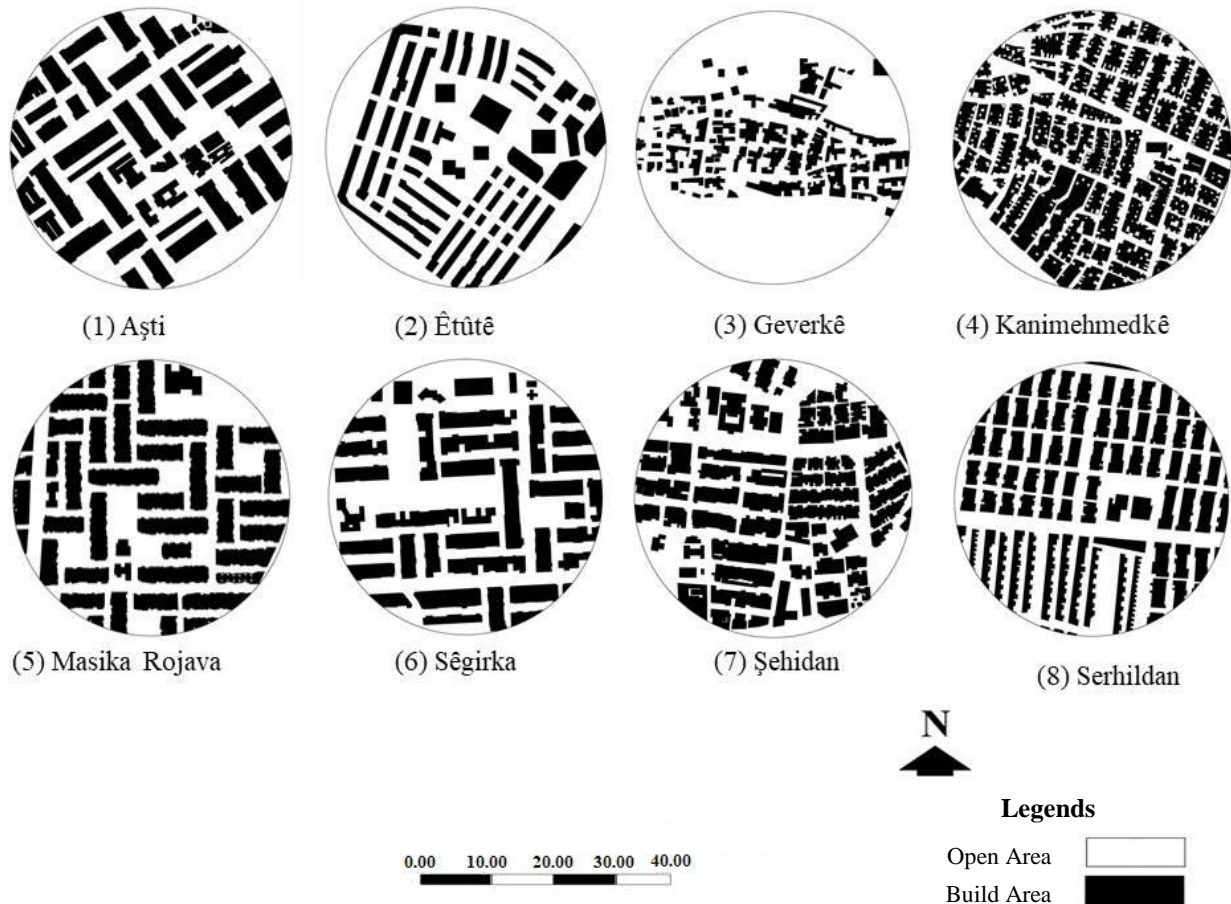 (1) Aşti
(2) Êtûtê
(3) Geverkê
(4) Kanimehmedkê
(5) Masika Rojava
(6) Sêgirka
(7) Şehidan
(8) Serhildan
N
Legends
0.00 10.00 20.00 30.00 40.00
Open Area
Build Area